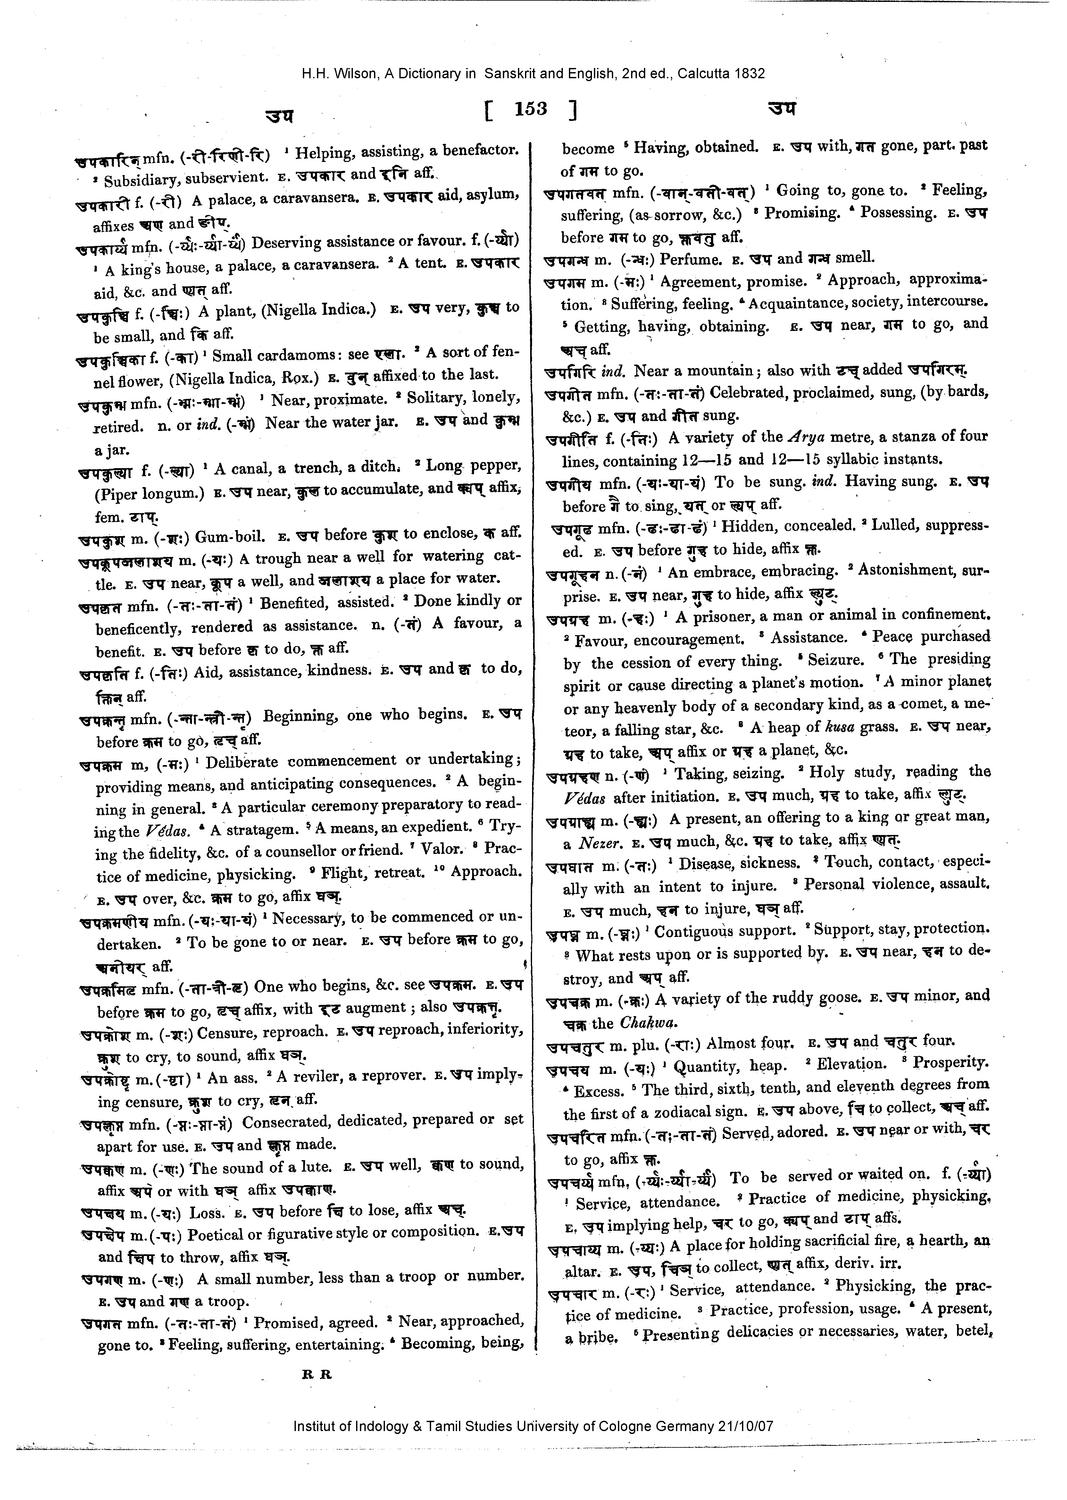 H.H. Wilson, A Dictionary in Sanskrit and English, 2nd ed., Calcutta 1832
उप [ 153 ] उप
उपकारिन् mfn. (-री-रिणी-रि) ¹ Helping, assisting, a benefactor.
² Subsidiary, subservient. E. उपकार and इनि aff.
उपकारी f. (-री) A palace, a caravansera. E. उपकार aid, asylum,
affixes अण and ङीप्.
उपकार्य्य mfn. (-र्य्यः-र्य्या-र्य्यं) Deserving assistance or favour. f. (-र्य्या)
¹ A king's house, a palace, a caravansera. ² A tent. E. उपकार
aid, &c. and ण्यत् aff.
उपकुञ्चि f. (-ञ्चिः) A plant, (Nigella Indica.) E. उप very, कुञ्च to
be small, and कि aff.
उपकुञ्चिका f. (-का) ¹ Small cardamoms: see एला. ² A sort of fen-
nel flower, (Nigella Indica, Rox.) E. वुन् affixed to the last.
उपकुम्भ mfn. (-म्भः-म्भा-म्भं) ¹ Near, proximate. ² Solitary, lonely,
retired. n. or ind. (-म्भं) Near the water jar. E. उप and कुम्भ
a jar.
उपकुल्या f. (-ल्या) ¹ A canal, a trench, a ditch. ² Long pepper,
(Piper longum.) E. उप near, कुल to accumulate, and क्यप् affix,
fem. टाप्.
उपकुश m. (-शः) Gum-boil. E. उप before कुश to enclose, क aff.
उपकूपजलाशय m. (-यः) A trough near a well for watering cat-
tle. E. उप near, कूप a well, and जलाशय a place for water.
उपकृत mfn. (-तः-ता-तं) ¹ Benefited, assisted. ² Done kindly or
beneficently, rendered as assistance. n. (-तं) A favour, a
benefit. E. उप before कृ to do, क्त aff.
उपकृति f. (-तिः) Aid, assistance, kindness. E. उप and कृ to do,
क्तिन् aff.
उपक्रन्तृ mfn. (-न्ता-न्त्री-न्तृ) Beginning, one who begins. E. उप
before क्रम to go, तृच् aff.
उपक्रम m, (-मः) ¹ Deliberate commencement or undertaking;
providing means, and anticipating consequences. ² A begin-
ning in general. ³ A particular ceremony preparatory to read-
ing the Védas. ⁴ A stratagem. ⁵ A means, an expedient. ⁶ Try-
ing the fidelity, &c. of a counsellor or friend. ⁷ Valor. ⁸ Prac-
tice of medicine, physicking. ⁹ Flight, retreat. ¹⁰ Approach.
E. उप over, &c. क्रम to go, affix घञ्.
उपक्रमणीय mfn. (-यः-या-यं) ¹ Necessary, to be commenced or un-
dertaken. ² To be gone to or near. E. उप before क्रम to go,
अनीयर् aff.
उपक्रमितृ mfn. (-ता-त्री-तृ) One who begins, &c. see उपक्रम. E. उप
before क्रम to go, तृच् affix, with इट augment; also उपक्रन्तृ.
उपक्रोश m. (-शः) Censure, reproach. E. उप reproach, inferiority,
क्रुश to cry, to sound, affix घञ्.
उपक्रोष्टृ m. (-ष्टा) ¹ An ass. ² A reviler, a reprover. E. उप imply-
ing censure, क्रुश to cry, तृन् aff.
उपकॢप्त mfn. (-प्तः-प्ता-प्तं) Consecrated, dedicated, prepared or set
apart for use. E. उप and कॢप्त made.
उपक्वण m. (-णः) The sound of a lute. E. उप well, क्वण to sound,
affix अप or with घञ् affix उपक्वाण.
उपक्षय m. (-यः) Loss. E. उप before क्षि to lose, affix अच्.
उपक्षेप m. (-पः) Poetical or figurative style or composition. E. उप
and क्षिप to throw, affix घञ्.
उपगण m. (-णः) A small number, less than a troop or number.
E. उप and गण a troop.
उपगत mfn. (-तः-ता-तं) ¹ Promised, agreed. ² Near, approached,
gone to. ³ Feeling, suffering, entertaining. ⁴ Becoming, being,
become ⁵ Having, obtained. E. उप with, गत gone, part. past
of गम to go.
उपगतवत् mfn. (-वान्-वती-वत्) ¹ Going to, gone to. ² Feeling,
suffering, (as sorrow, &c.) ³ Promising. ⁴ Possessing. E. उप
before गम to go, क्तवतु aff.
उपगन्ध m. (-न्धः) Perfume. E. उप and गन्ध smell.
उपगम m. (-मः) ¹ Agreement, promise. ² Approach, approxima-
tion. ³ Suffering, feeling. ⁴ Acquaintance, society, intercourse.
⁵ Getting, having, obtaining. E. उप near, गम to go, and
अच् aff.
उपगिरि ind. Near a mountain; also with टच् added उपगिरम्.
उपगीत mfn. (-तः-ता-तं) Celebrated, proclaimed, sung, (by bards,
&c.) E. उप and गीत sung.
उपगीति f. (-तिः) A variety of the Arya metre, a stanza of four
lines, containing 12—15 and 12—15 syllabic instants.
उपगीय mfn. (-यः-या-यं) To be sung. ind. Having sung. E. उप
before गै to sing, यत् or ल्यप् aff.
उपगूढ mfn. (-ढः-ढा-ढं) ¹ Hidden, concealed. ² Lulled, suppress-
ed. E. उप before गुह to hide, affix क्त.
उपगूहन n. (-नं) ¹ An embrace, embracing. ² Astonishment, sur-
prise. E. उप near, गुह to hide, affix ल्युट्.
उपग्रह m. (-हः) ¹ A prisoner, a man or animal in confinement.
² Favour, encouragement. ³ Assistance. ⁴ Peace purchased
by the cession of every thing. ⁵ Seizure. ⁶ The presiding
spirit or cause directing a planet's motion. ⁷ A minor planet
or any heavenly body of a secondary kind, as a comet, a me-
teor, a falling star, &c. ⁸ A heap of kusa grass. E. उप near,
ग्रह to take, अप् affix or ग्रह a planet, &c.
उपग्रहण n. (-णं) ¹ Taking, seizing. ² Holy study, reading the
Védas after initiation. E. उप much, ग्रह to take, affix ल्युट्.
उपग्राह्य m. (-ह्यः) A present, an offering to a king or great man,
a Nezer. E. उप much, &c. ग्रह to take, affix ण्यत्.
उपघात m. (-तः) ¹ Disease, sickness. ² Touch, contact, especi-
ally with an intent to injure. ³ Personal violence, assault.
E. उप much, हन to injure, घञ् aff.
उपघ्न m. (-घ्नः) ¹ Contiguous support. ² Support, stay, protection.
³ What rests upon or is supported by. E. उप near, हन to de-
stroy, and अप् aff.
उपचक्र m. (-क्रः) A variety of the ruddy goose. E. उप minor, and
चक्र the Chakwa.
उपचतुर m. plu. (-राः) Almost four. E. उप and चतुर four.
उपचय m. (-यः) ¹ Quantity, heap. ² Elevation. ³ Prosperity.
⁴ Excess. ⁵ The third, sixth, tenth, and eleventh degrees from
the first of a zodiacal sign. E. उप above, चि to collect, अच् aff.
उपचरित mfn. (-तः-ता-तं) Served, adored. E. उप near or with, चर
to go, affix क्त.
उपचर्य्य mfn, (-र्य्यः-र्य्या-र्य्यं) To be served or waited on. f. (-र्य्या)
¹ Service, attendance. ² Practice of medicine, physicking.
E. उप implying help, चर to go, क्यप् and टाप् affs.
उपचाय्य m. (-य्यः) A place for holding sacrificial fire, a hearth, an
altar. E. उप, चिञ् to collect, ण्यत् affix, deriv. irr.
उपचार m. (-रः) ¹ Service, attendance. ² Physicking, the prac-
tice of medicine. ³ Practice, profession, usage. ⁴ A present,
a bribe. ⁵ Presenting delicacies or necessaries, water, betel,
R R
Institut of Indology & Tamil Studies University of Cologne Germany 21/10/07